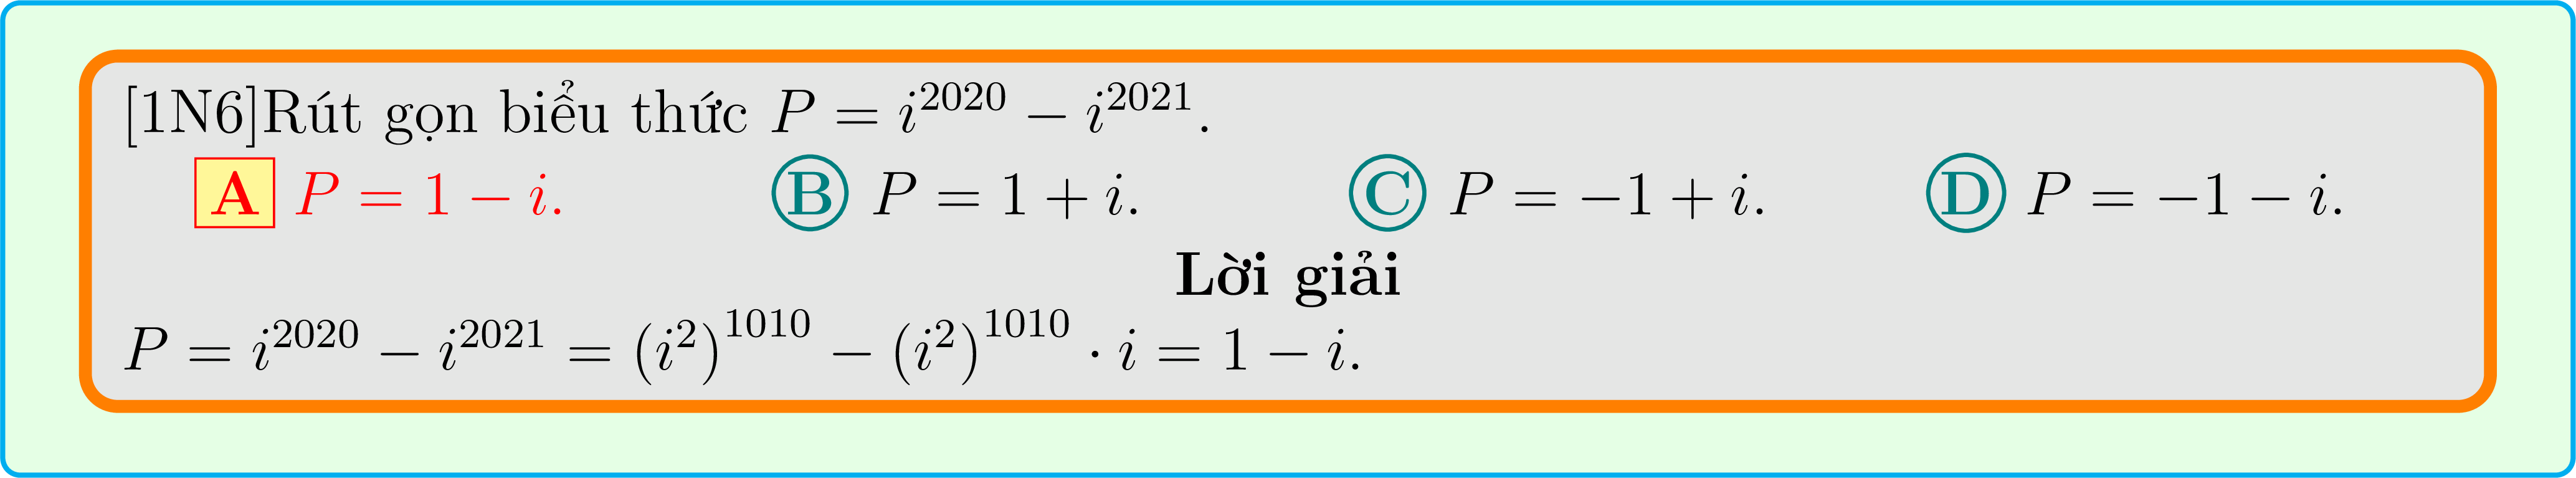 [1N6]Rút gọn biểu thức $P = i^{2020} - i^{2021}$.
A $P = 1 - i$. B $P = 1 + i$. C $P = -1 + i$. D $P = -1 - i$.
Lời giải
$P = i^{2020} - i^{2021} = (i^2)^{1010} - (i^2)^{1010} \cdot i = 1 - i$.